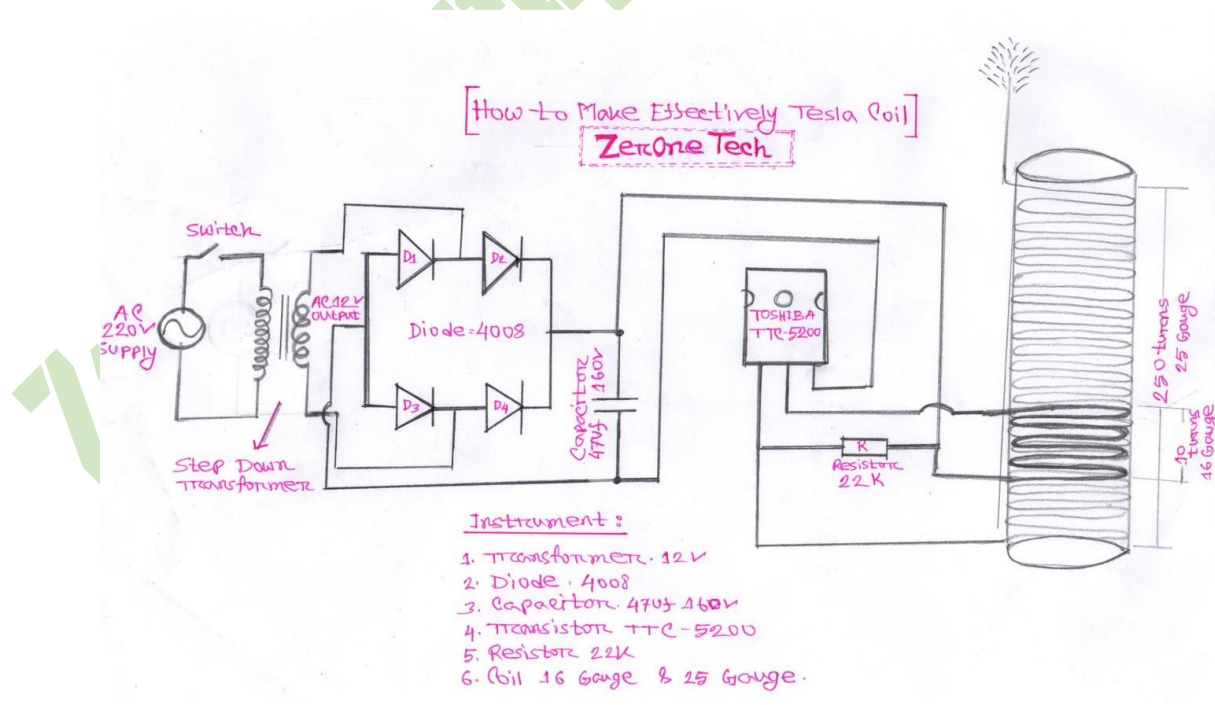 [How to Make Effectively Tesla Coil]
ZerOne Tech
Switch
AC
220V
Supply
AC 12V
Output
Step Down
Transformer
D1
D2
Diode = 4008
D3
D4
Capacitor
47uf 160v
TOSHIBA
TTC-5200
R
Resistor
22K
250 turns
25 Gauge
10
turns
16 Gauge
Instrument :
1. Transformer. 12V
2. Diode. 4008
3. Capacitor. 47uf 160v
4. Transistor TTC-5200
5. Resistor 22K
6. Coil 16 Gauge & 25 Gauge.